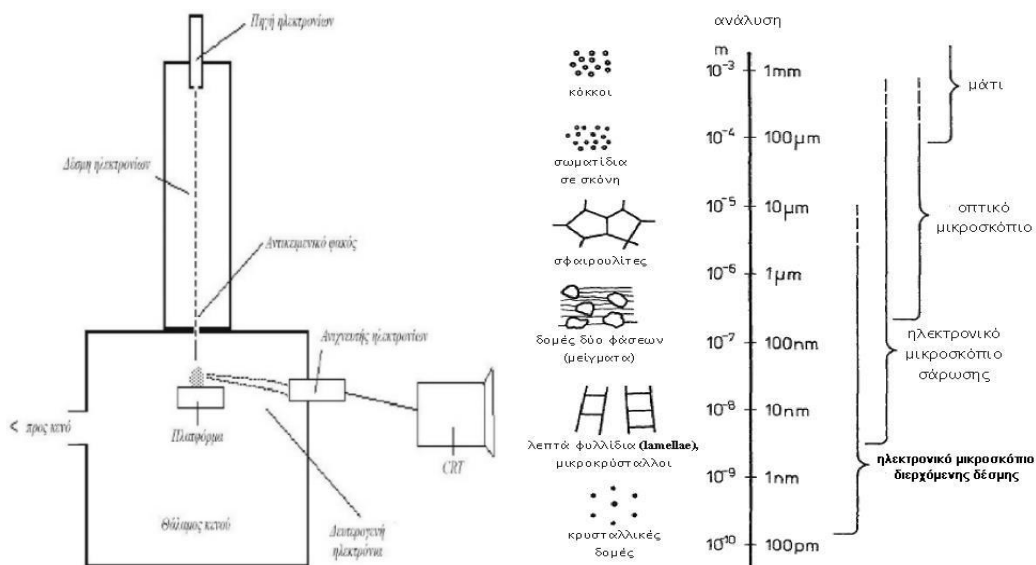 Πηγή ηλεκτρονίων
Δέσμη ηλεκτρονίων
Αντικειμενικό φακός
Ανιχνευτής ηλεκτρονίων
Πλατφόρμα
< προς κενό
CRT
Θάλαμος κενού
Δευτερογενή
ηλεκτρόνια
ανάλυση
m
10⁻³ 1mm
κόκκοι
μάτι
10⁻⁴ 100μm
σωματίδια
σε σκόνη
10⁻⁵ 10μm
οπτικό
μικροσκόπιο
σφαιρουλίτες
10⁻⁶ 1μm
δομές δύο φάσεων
(μείγματα)
10⁻⁷ 100nm
ηλεκτρονικό
μικροσκόπιο
σάρωσης
10⁻⁸ 10nm
λεπτά φυλλίδια (lamellae),
μικροκρύσταλλοι
ηλεκτρονικό μικροσκόπιο
διερχόμενης δέσμης
10⁻⁹ 1nm
κρυσταλλικές
δομές
10⁻¹⁰ 100pm